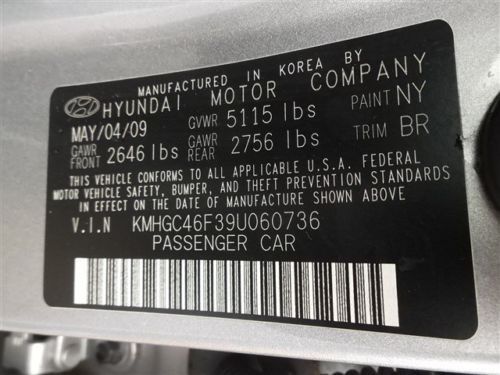 MANUFACTURED IN KOREA BY
HYUNDAI MOTOR COMPANY
MAY/04/09 GVWR 5115 lbs PAINT NY
GAWR FRONT 2646 lbs GAWR REAR 2756 lbs TRIM BR
THIS VEHICLE CONFORMS TO ALL APPLICABLE U.S.A. FEDERAL
MOTOR VEHICLE SAFETY, BUMPER, AND THEFT PREVENTION STANDARDS
IN EFFECT ON THE DATE OF MANUFACTURE SHOWN ABOVE
V.I.N KMHGC46F39U060736
PASSENGER CAR